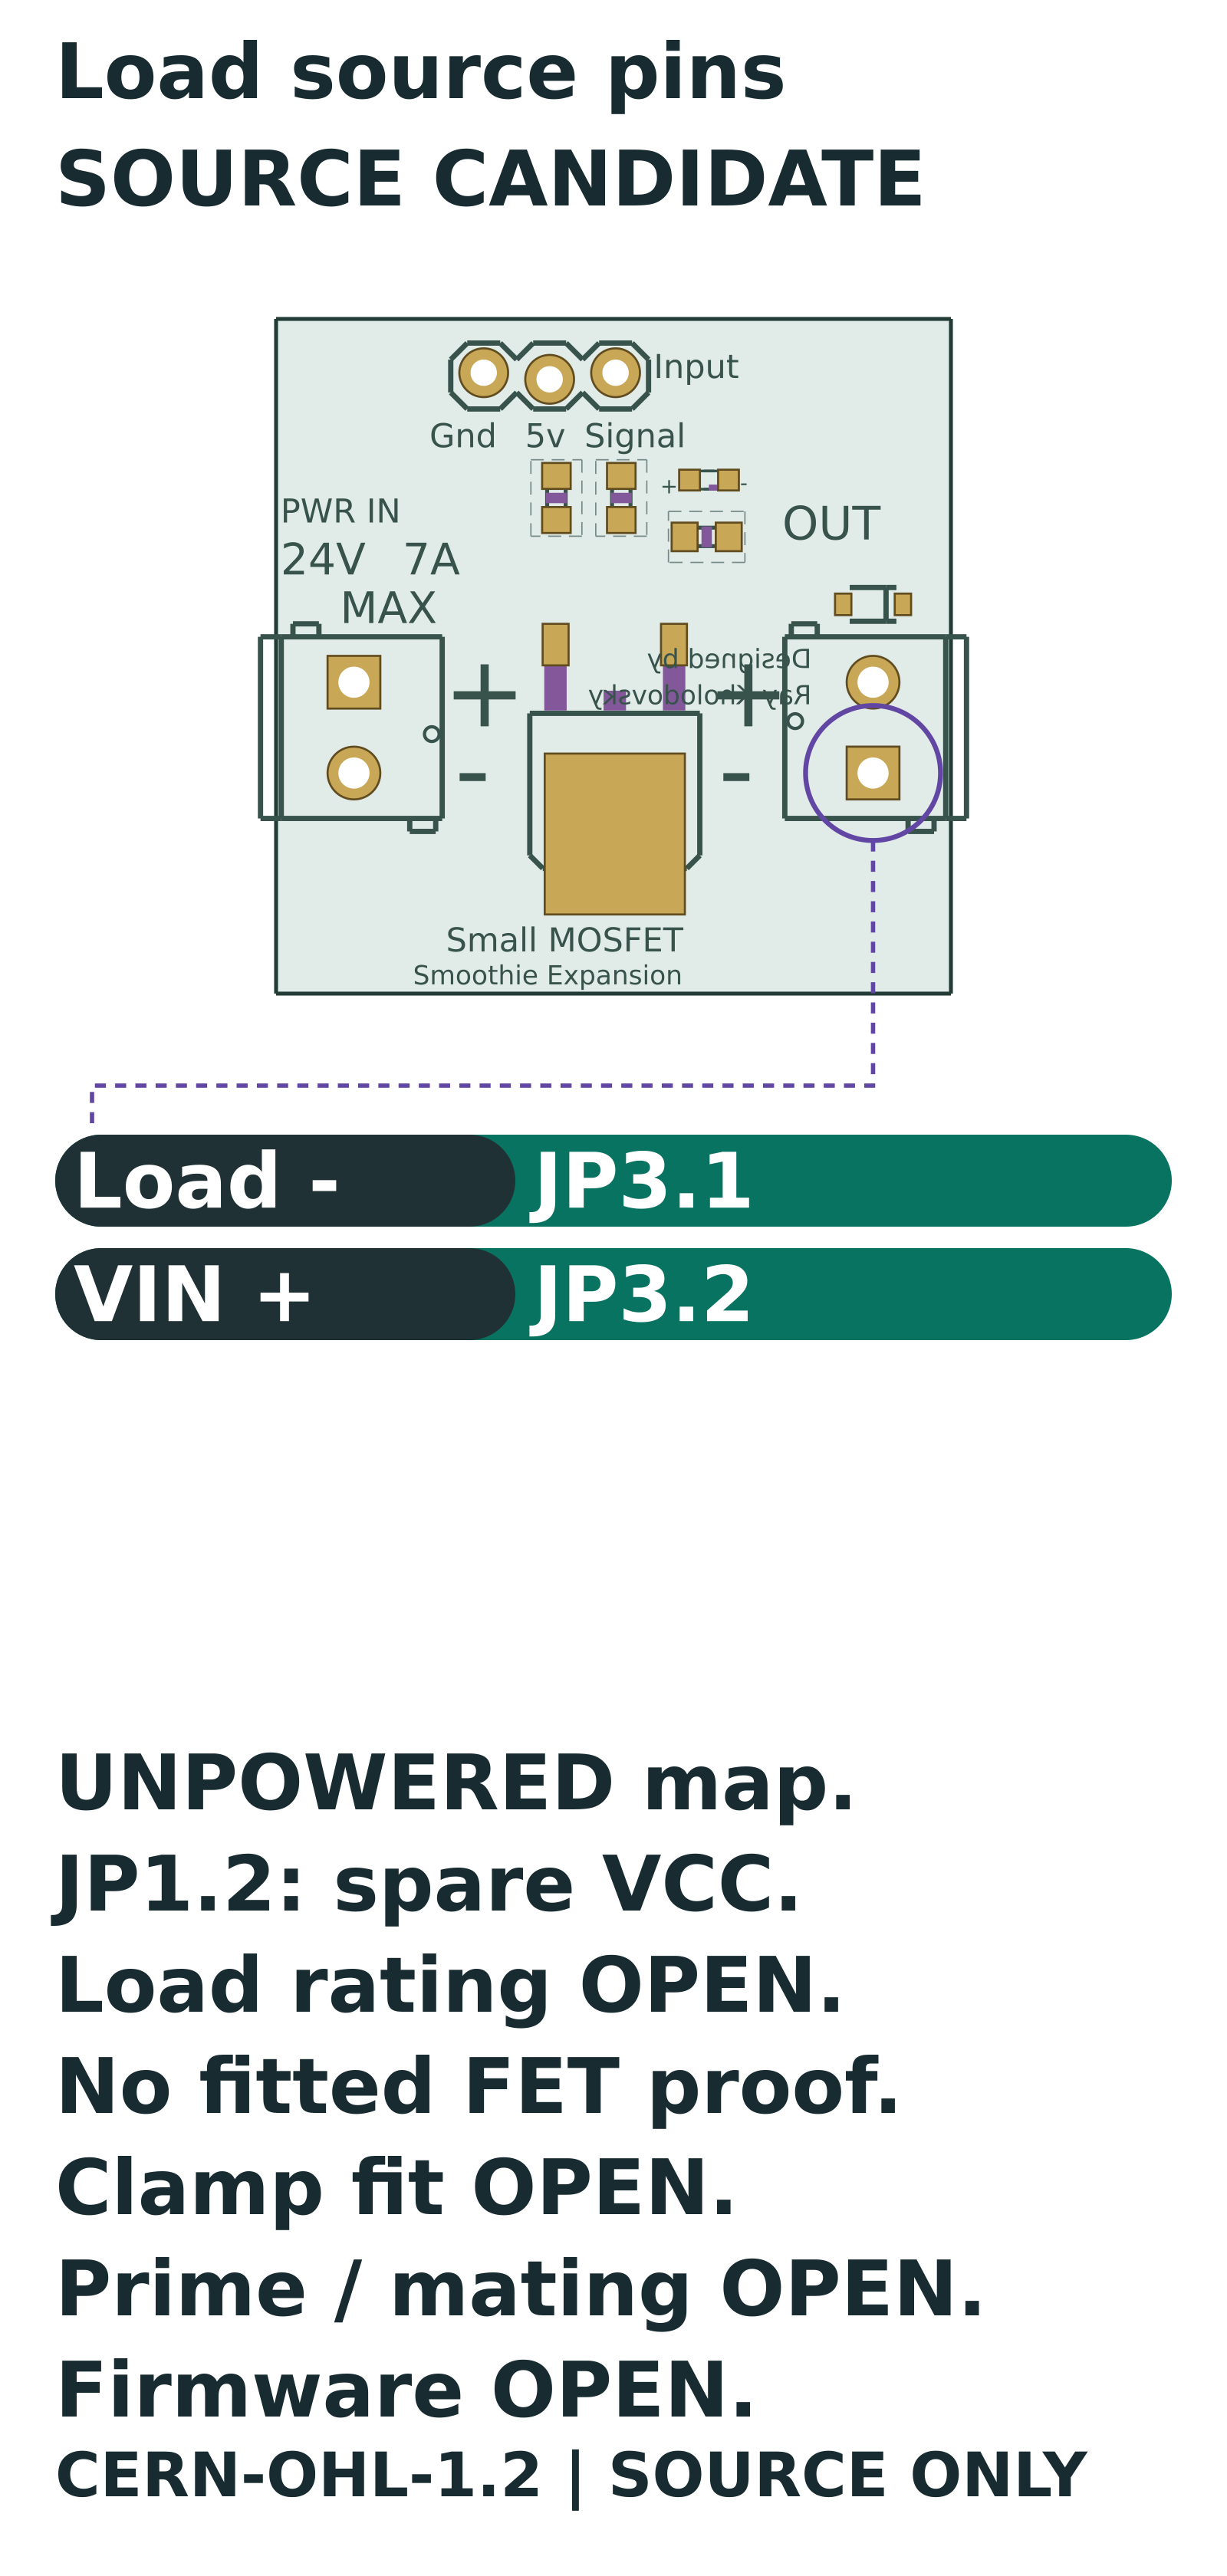 Load source pins
SOURCE CANDIDATE
Input
Gnd 5v Signal
+ -
PWR IN
OUT
24V 7A
MAX
Designed by
Ray Kholodovsky
+ +
- -
Small MOSFET
Smoothie Expansion
Load - JP3.1
VIN + JP3.2
UNPOWERED map.
JP1.2: spare VCC.
Load rating OPEN.
No fitted FET proof.
Clamp fit OPEN.
Prime / mating OPEN.
Firmware OPEN.
CERN-OHL-1.2 | SOURCE ONLY